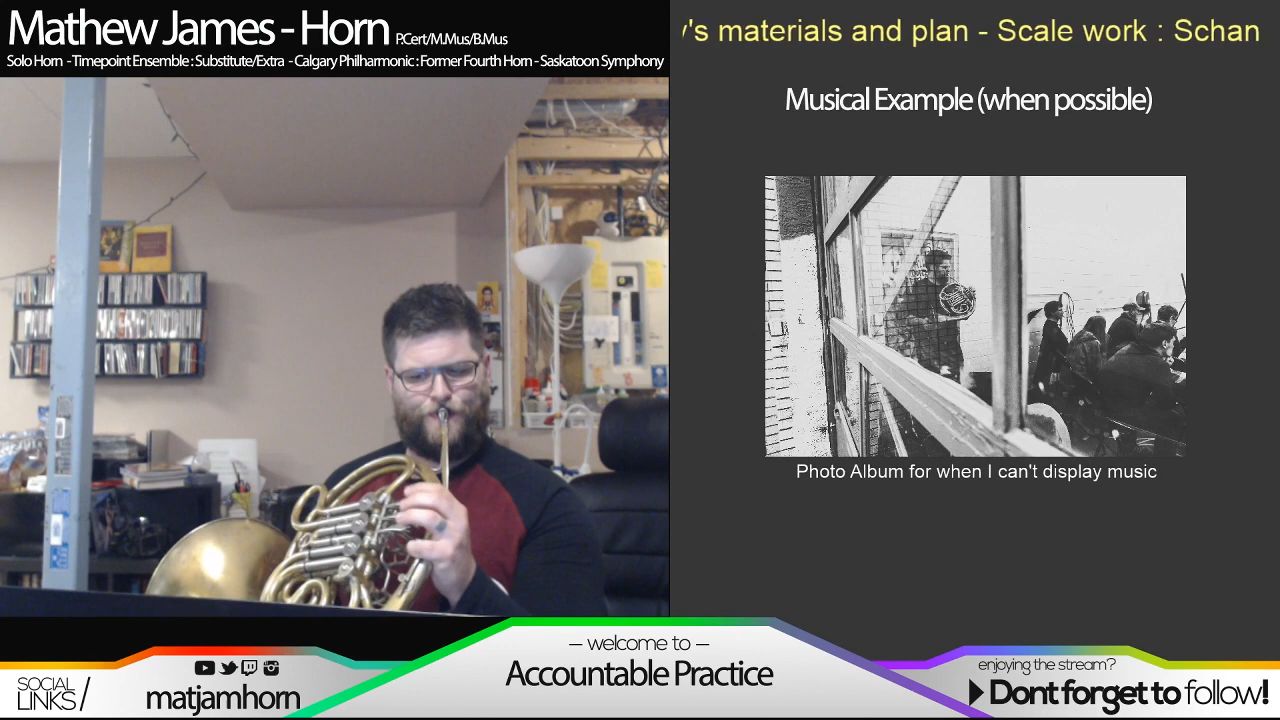 Mathew James - Horn P.Cert/M.Mus/B.Mus
Solo Horn - Timepoint Ensemble : Substitute/Extra - Calgary Philharmonic : Former Fourth Horn - Saskatoon Symphony
's materials and plan - Scale work : Schan
Musical Example (when possible)
Photo Album for when I can't display music
SOCIAL
LINKS
matjamhorn
– welcome to –
Accountable Practice
enjoying the stream?
Dont forget to follow!